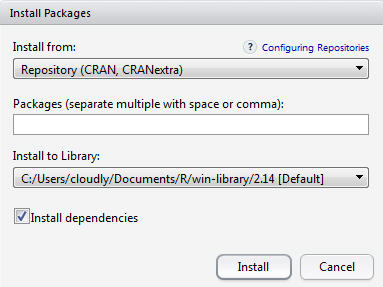 Install Packages
Install from:
? Configuring Repositories
Repository (CRAN, CRANextra)
Packages (separate multiple with space or comma):
Install to Library:
C:/Users/cloudly/Documents/R/win-library/2.14 [Default]
Install dependencies
Install Cancel